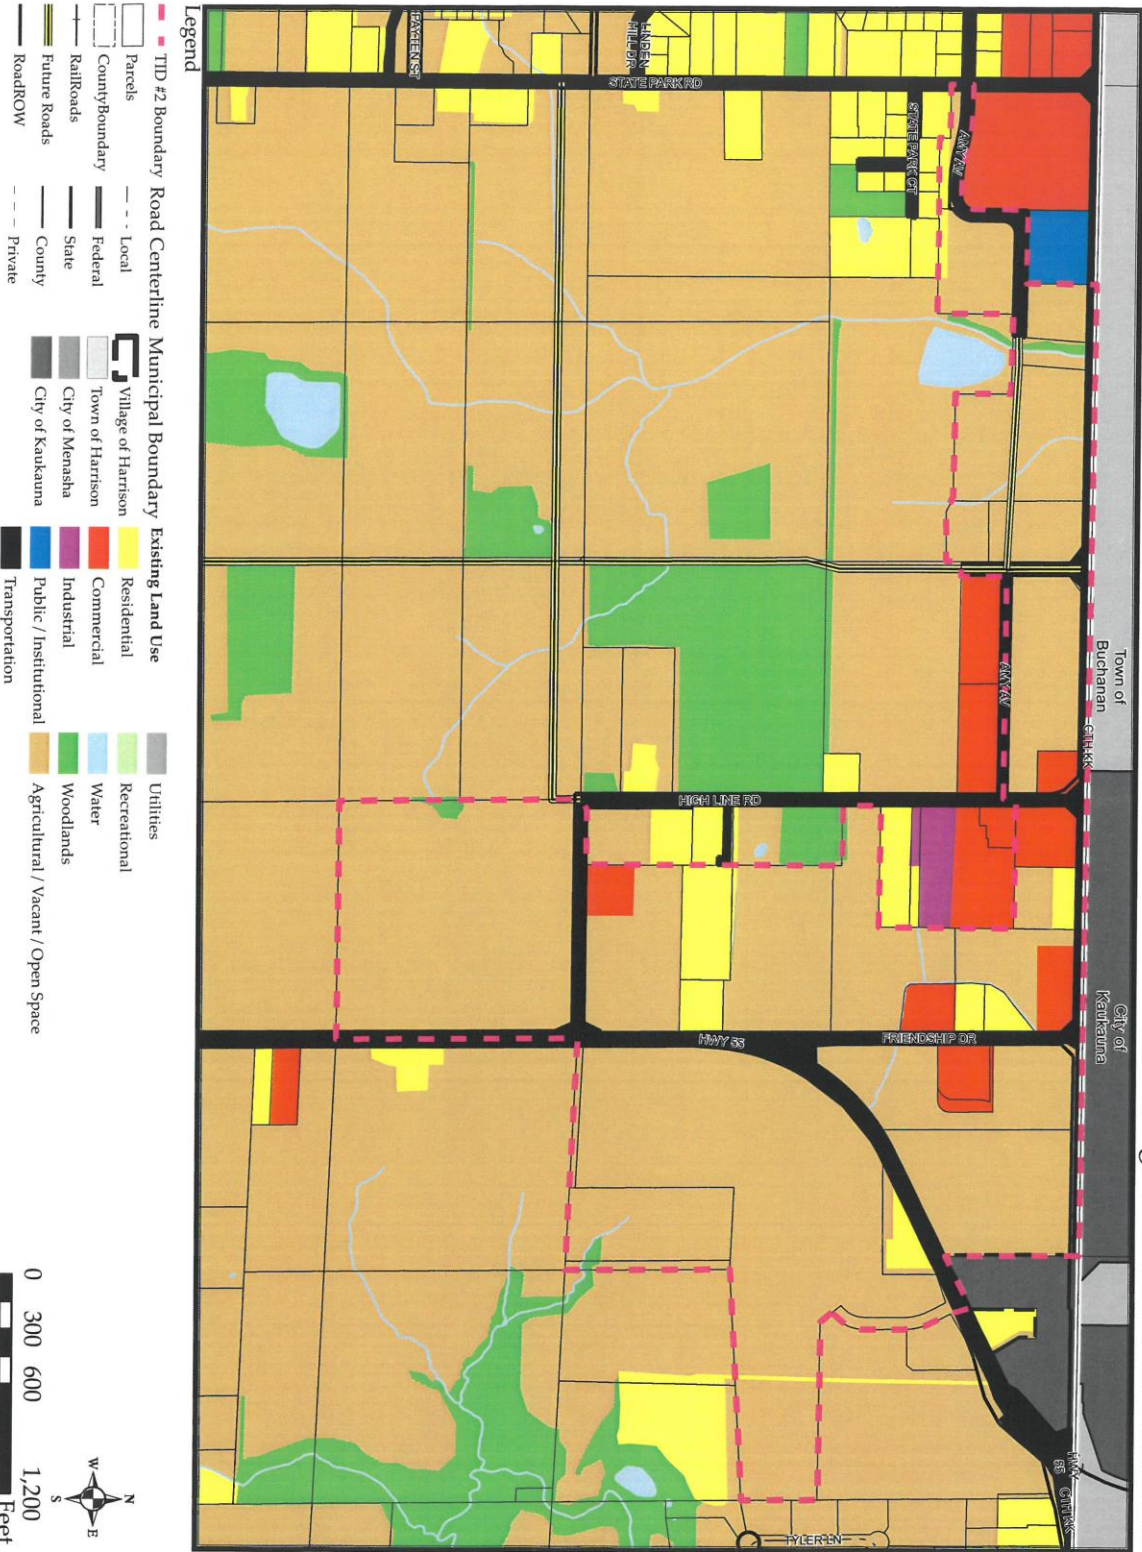 Town of
Buchanan
City of
Kaukauna
CTH KK
HWY
55
CTH KK
AMY AV
AMY AV
STATE PARK CT
LINDEN
HILL DR
PAYTEN ST
STATE PARK RD
HIGH LINE RD
HWY 55
FRIENDSHIP DR
TYLER LN
Legend
TID #2 Boundary
Parcels
CountyBoundary
RailRoads
Future Roads
RoadROW
Road Centerline
Local
Federal
State
County
Private
Municipal Boundary
Village of Harrison
Town of Harrison
City of Menasha
City of Kaukauna
Existing Land Use
Residential
Commercial
Industrial
Public / Institutional
Transportation
Utilities
Recreational
Water
Woodlands
Agricultural / Vacant / Open Space
0 300 600 1,200
Feet
N
W E
S